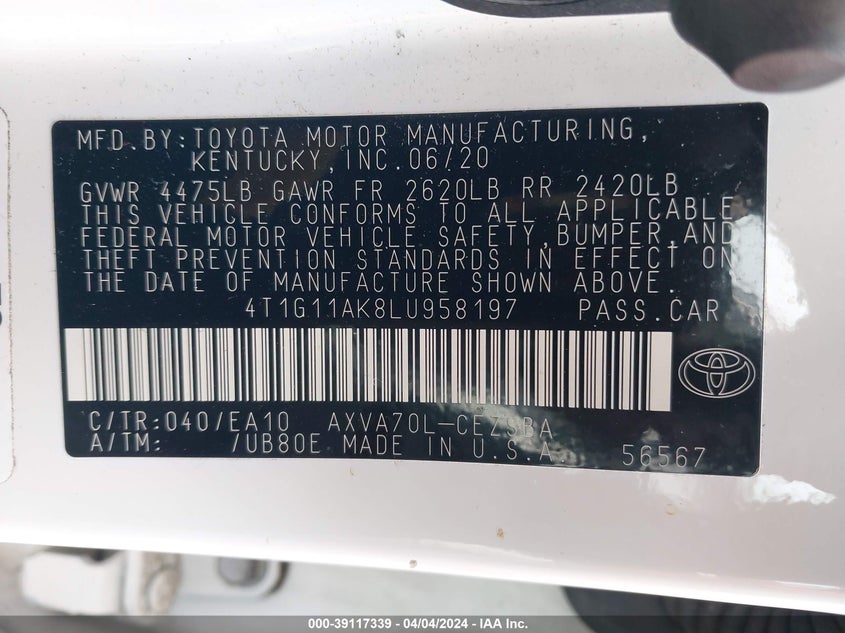 MFD.BY:TOYOTA MOTOR MANUFACTURING,
KENTUCKY,INC.06/20
GVWR 4475LB GAWR FR 2620LB RR 2420LB
THIS VEHICLE CONFORMS TO ALL APPLICABLE
FEDERAL MOTOR VEHICLE SAFETY,BUMPER,AND
THEFT PREVENTION STANDARDS IN EFFECT ON
THE DATE OF MANUFACTURE SHOWN ABOVE.
4T1G11AK8LU958197 PASS.CAR
C/TR:040/EA10 AXVA70L-CEZSBA
A/TM: /UB80E MADE IN U.S.A. 56567
000-39117339 - 04/04/2024 - IAA Inc.